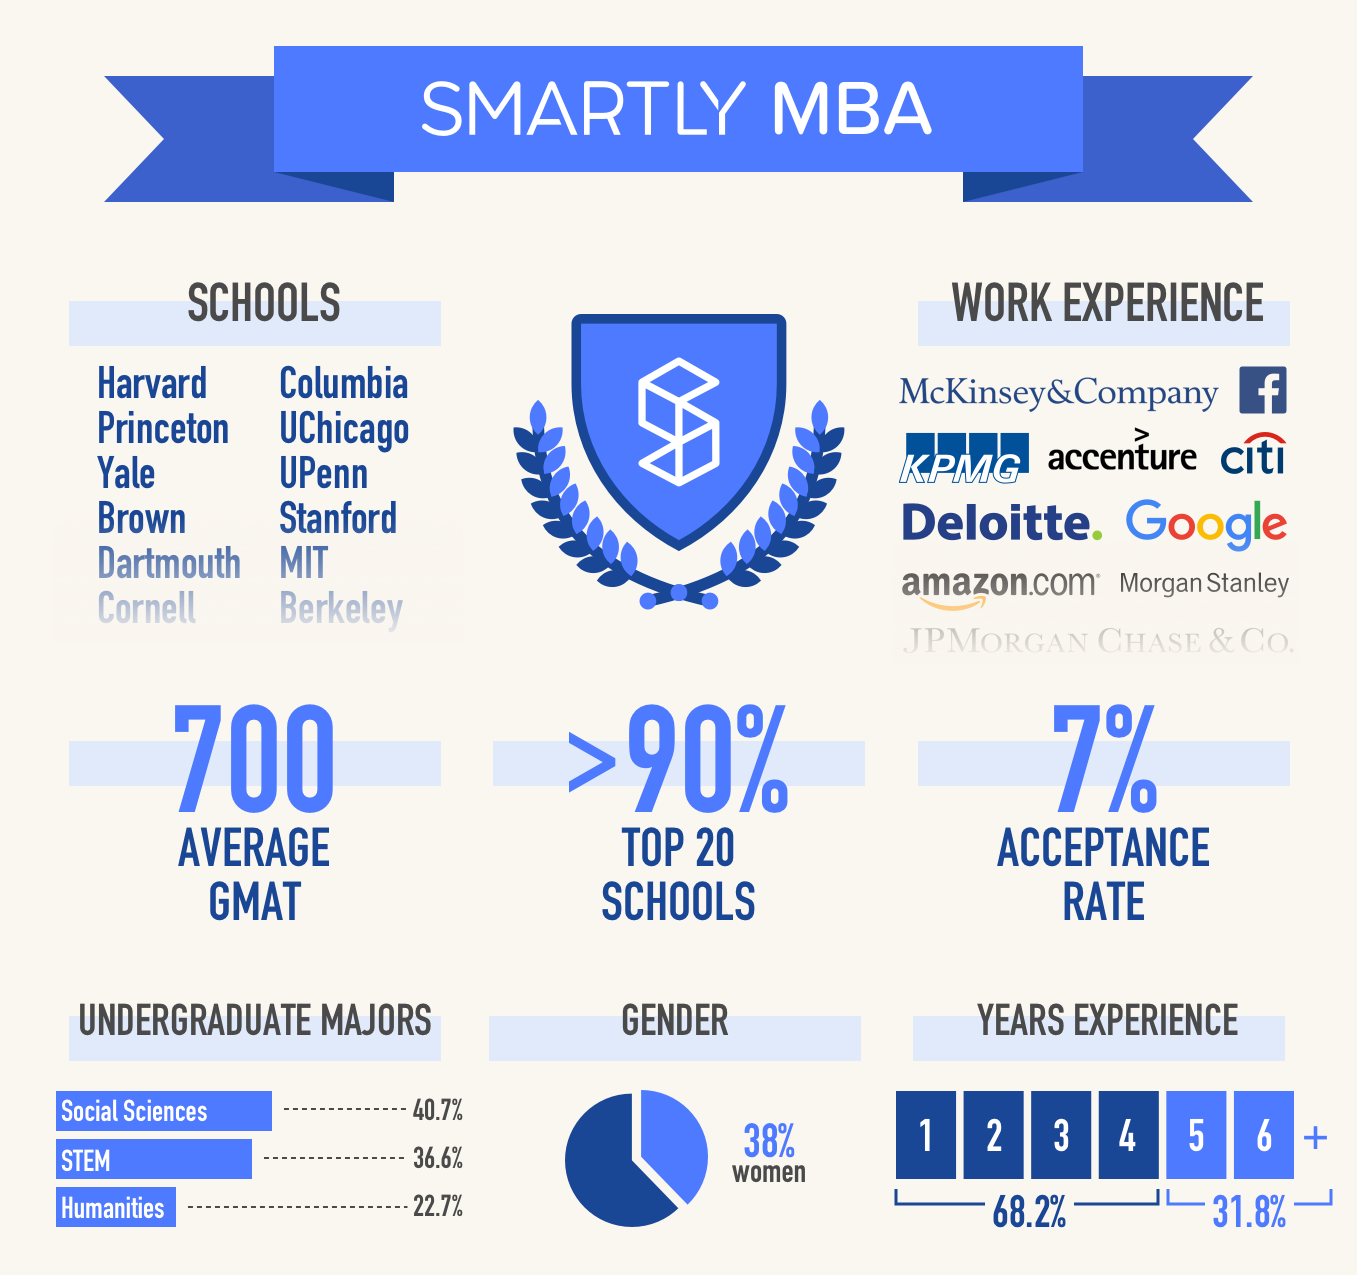 SMARTLY MBA
SCHOOLS
Harvard
Princeton
Yale
Brown
Dartmouth
Cornell
Columbia
UChicago
UPenn
Stanford
MIT
Berkeley
WORK EXPERIENCE
McKinsey&Company f
KPMG accenture citi
Deloitte. Google
amazon.com Morgan Stanley
JPMORGAN CHASE & CO.
700
AVERAGE
GMAT
>90%
TOP 20
SCHOOLS
7%
ACCEPTANCE
RATE
UNDERGRADUATE MAJORS
Social Sciences 40.7%
STEM 36.6%
Humanities 22.7%
GENDER
38%
women
YEARS EXPERIENCE
1 2 3 4 5 6 +
68.2% 31.8%